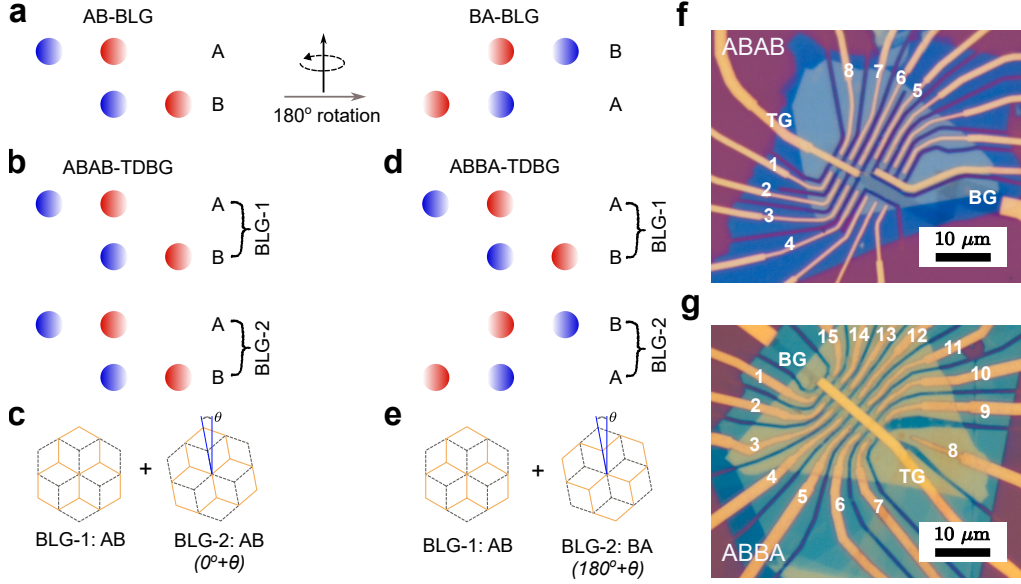 a
AB-BLG
A
B
180° rotation
BA-BLG
B
A
b
ABAB-TDBG
A
B
BLG-1
A
B
BLG-2
c
θ
+
BLG-1: AB
BLG-2: AB
(0°+θ)
d
ABBA-TDBG
A
B
BLG-1
B
A
BLG-2
e
θ
+
BLG-1: AB
BLG-2: BA
(180°+θ)
f
ABAB
8
7
6
5
TG
1
2
3
4
BG
10 μm
g
BG
15
14
13
12
11
10
9
8
1
2
3
4
5
6
7
TG
ABBA
10 μm